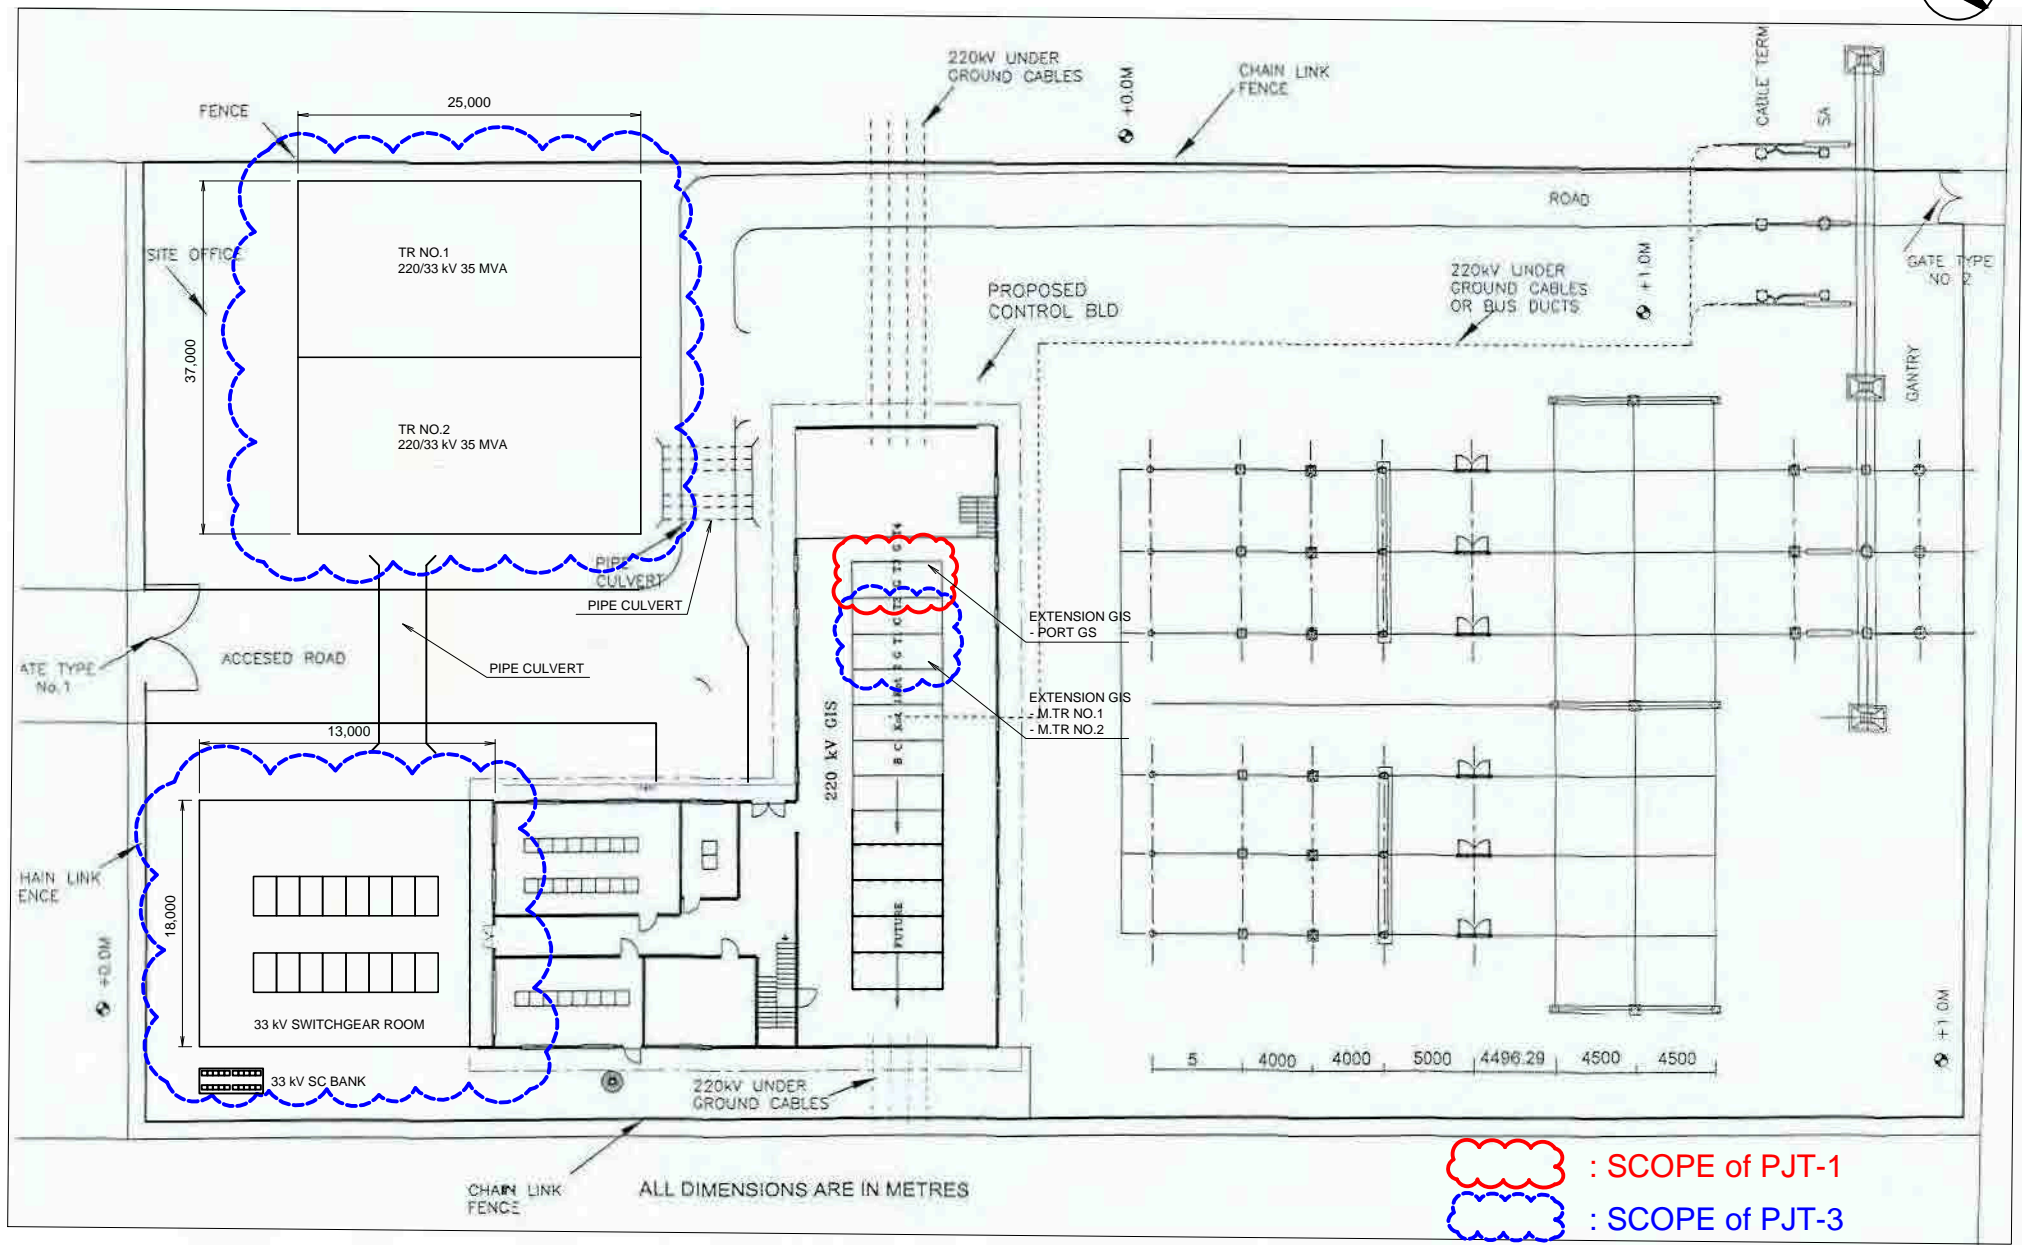 220kV UNDER
GROUND CABLES
CHAIN LINK
FENCE
+0.0M
CABLE TERM
SA
FENCE
25,000
ROAD
SITE OFFICE
TR NO.1
220/33 kV 35 MVA
37,000
TR NO.2
220/33 kV 35 MVA
PROPOSED
CONTROL BLD
220kV UNDER
GROUND CABLES
OR BUS DUCTS
+1.0M
GATE TYPE
NO 2
GANTRY
PIPE
CULVERT
PIPE CULVERT
EXTENSION GIS
- PORT GS
ACCESED ROAD
PIPE CULVERT
ATE TYPE
No.1
EXTENSION GIS
- M.TR NO.1
- M.TR NO.2
220 kV GIS
13,000
18,000
HAIN LINK
ENCE
FUTURE
+0.0M
33 kV SWITCHGEAR ROOM
33 kV SC BANK
220kV UNDER
GROUND CABLES
5 4000 4000 5000 4496.29 4500 4500
+1.0M
CHAIN LINK
FENCE
ALL DIMENSIONS ARE IN METRES
: SCOPE of PJT-1
: SCOPE of PJT-3